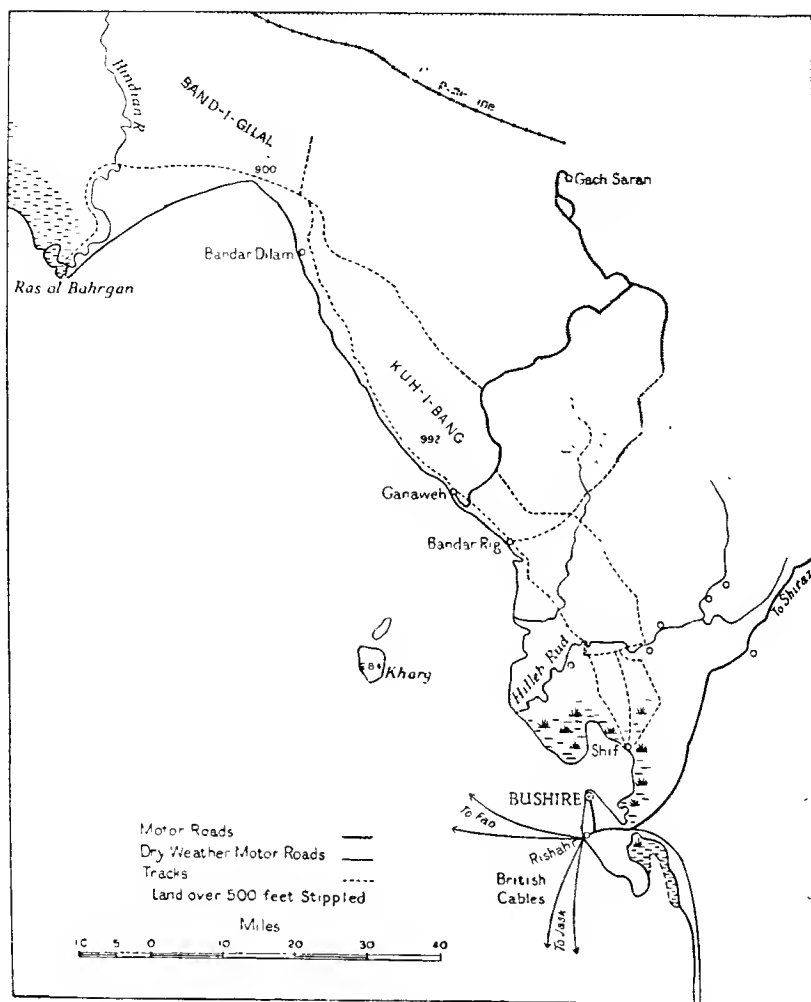 Hindian R.
BAND-I-GILAL
900
Gach Saran
Bandar Dilam
Ras al Bahrgan
KUH-I-BANG
992
Ganaweh
Bandar Rig
To Shiraz
Kharg
Hilleh Rud
Shif
BUSHIRE
To Fao
Rishahr
British
Cables
To Jask
Motor Roads
Dry Weather Motor Roads
Tracks
Land over 500 feet Stippled
Miles
10 5 0 10 20 30 40